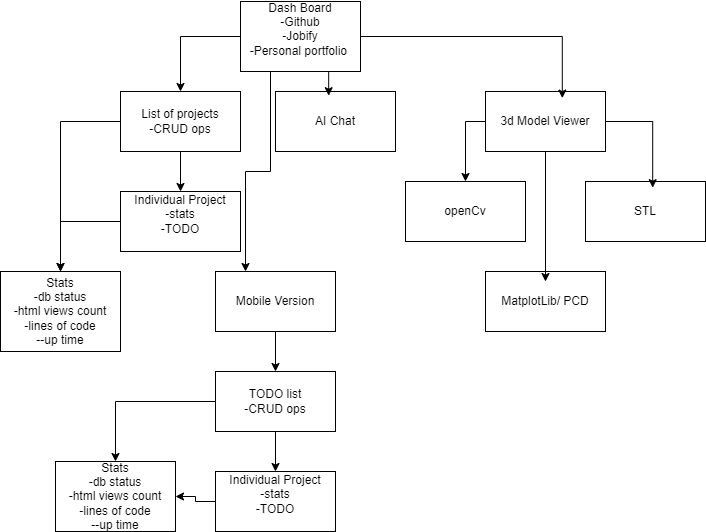 Dash Board
-Github
-Jobify
-Personal portfolio
List of projects
-CRUD ops
AI Chat
3d Model Viewer
Individual Project
-stats
-TODO
openCv
STL
Stats
-db status
-html views count
-lines of code
--up time
Mobile Version
MatplotLib/ PCD
TODO list
-CRUD ops
Stats
-db status
-html views count
-lines of code
--up time
Individual Project
-stats
-TODO